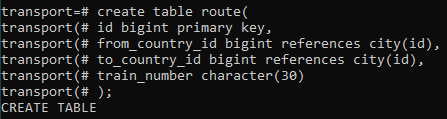 transport=# create table route(
transport(# id bigint primary key,
transport(# from_country_id bigint references city(id),
transport(# to_country_id bigint references city(id),
transport(# train_number character(30)
transport(# );
CREATE TABLE